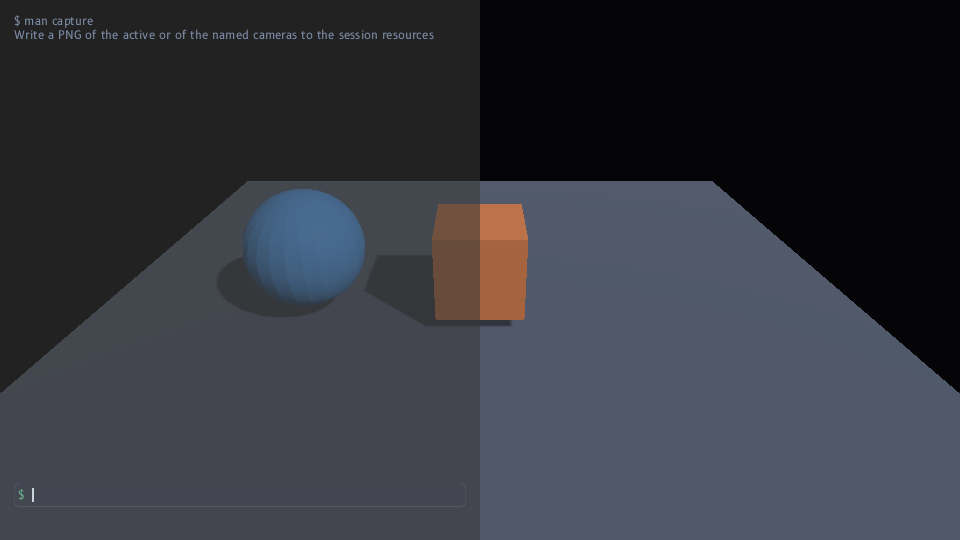 $ man capture
Write a PNG of the active or of the named cameras to the session resources
$